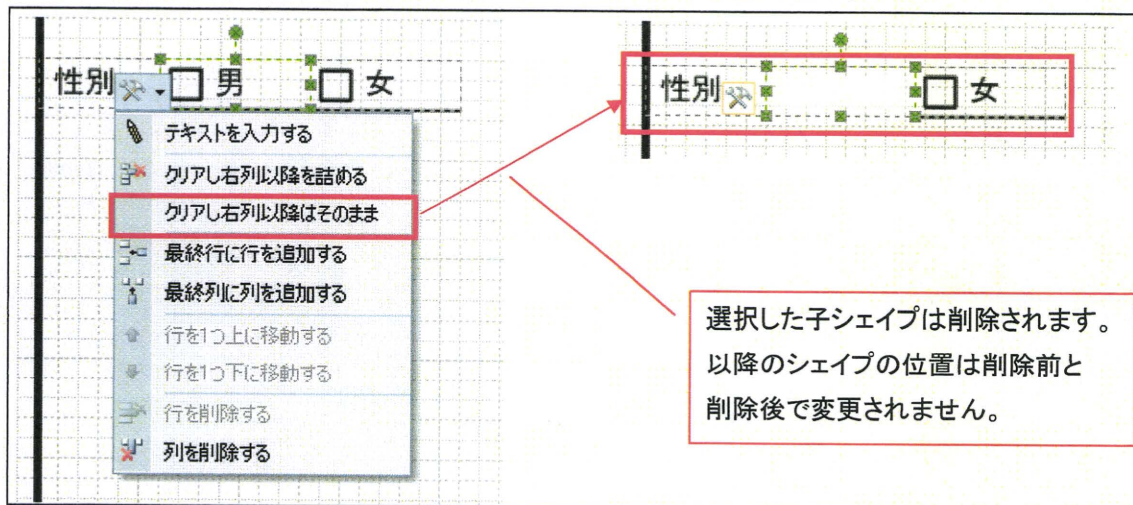 性別 男 女
テキストを入力する
クリアし右列以降を詰める
クリアし右列以降はそのまま
最終行に行を追加する
最終列に列を追加する
行を1つ上に移動する
行を1つ下に移動する
行を削除する
列を削除する
性別 女
選択した子シェイプは削除されます。
以降のシェイプの位置は削除前と
削除後で変更されません。